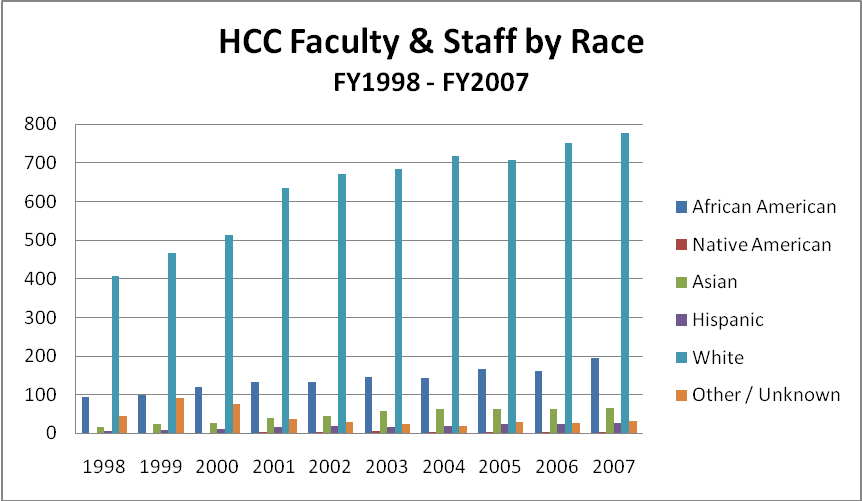 HCC Faculty & Staff by Race
FY1998 - FY2007
800
700
600
500
400
300
200
100
0
1998 1999 2000 2001 2002 2003 2004 2005 2006 2007
African American
Native American
Asian
Hispanic
White
Other / Unknown